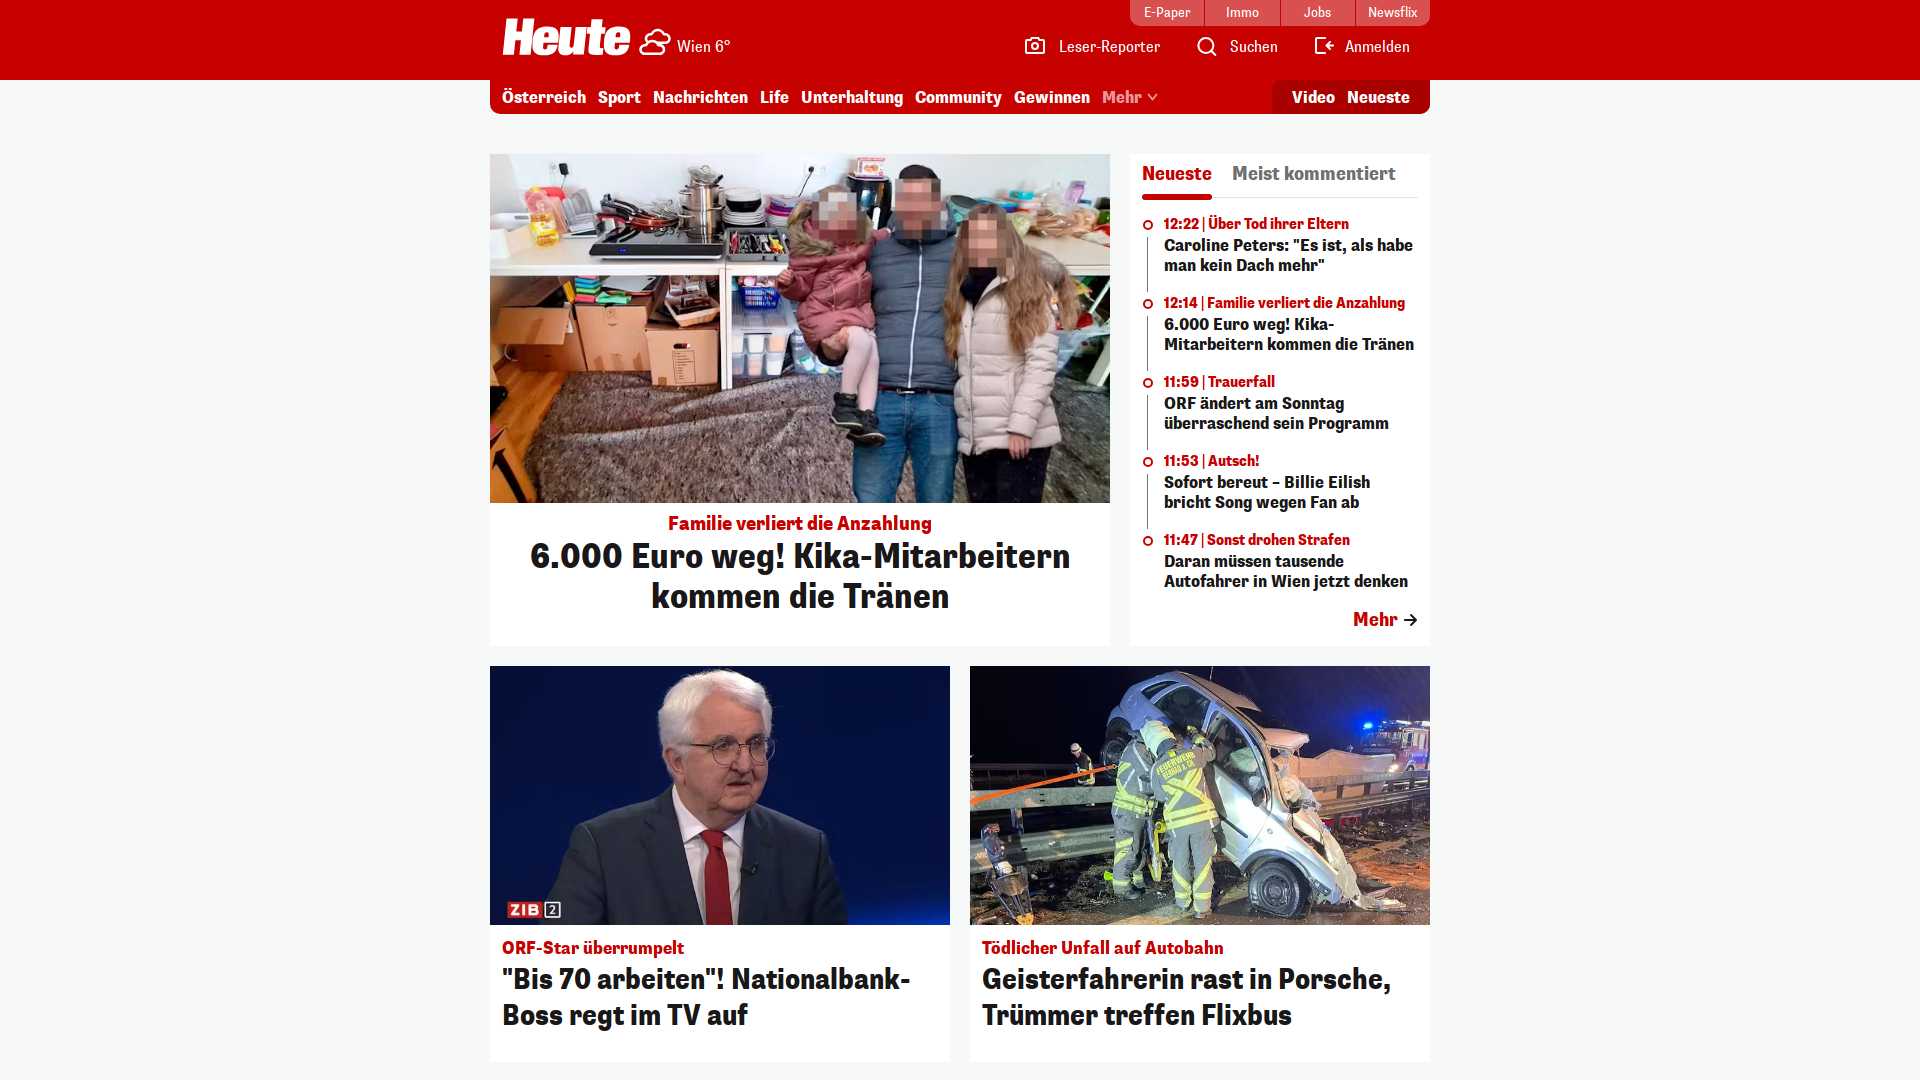 E-Paper
Immo
Jobs
Newsflix
Heute
Wien 6°
Leser-Reporter
Suchen
Anmelden
Österreich
Sport
Nachrichten
Life
Unterhaltung
Community
Gewinnen
Mehr
Video
Neueste
Familie verliert die Anzahlung
6.000 Euro weg! Kika-Mitarbeitern
kommen die Tränen
Neueste
Meist kommentiert
12:22 | Über Tod ihrer Eltern
Caroline Peters: "Es ist, als habe
man kein Dach mehr"
12:14 | Familie verliert die Anzahlung
6.000 Euro weg! Kika-
Mitarbeitern kommen die Tränen
11:59 | Trauerfall
ORF ändert am Sonntag
überraschend sein Programm
11:53 | Autsch!
Sofort bereut – Billie Eilish
bricht Song wegen Fan ab
11:47 | Sonst drohen Strafen
Daran müssen tausende
Autofahrer in Wien jetzt denken
Mehr
ZIB 2
ORF-Star überrumpelt
"Bis 70 arbeiten"! Nationalbank-
Boss regt im TV auf
FEUERWEHR
Tödlicher Unfall auf Autobahn
Geisterfahrerin rast in Porsche,
Trümmer treffen Flixbus